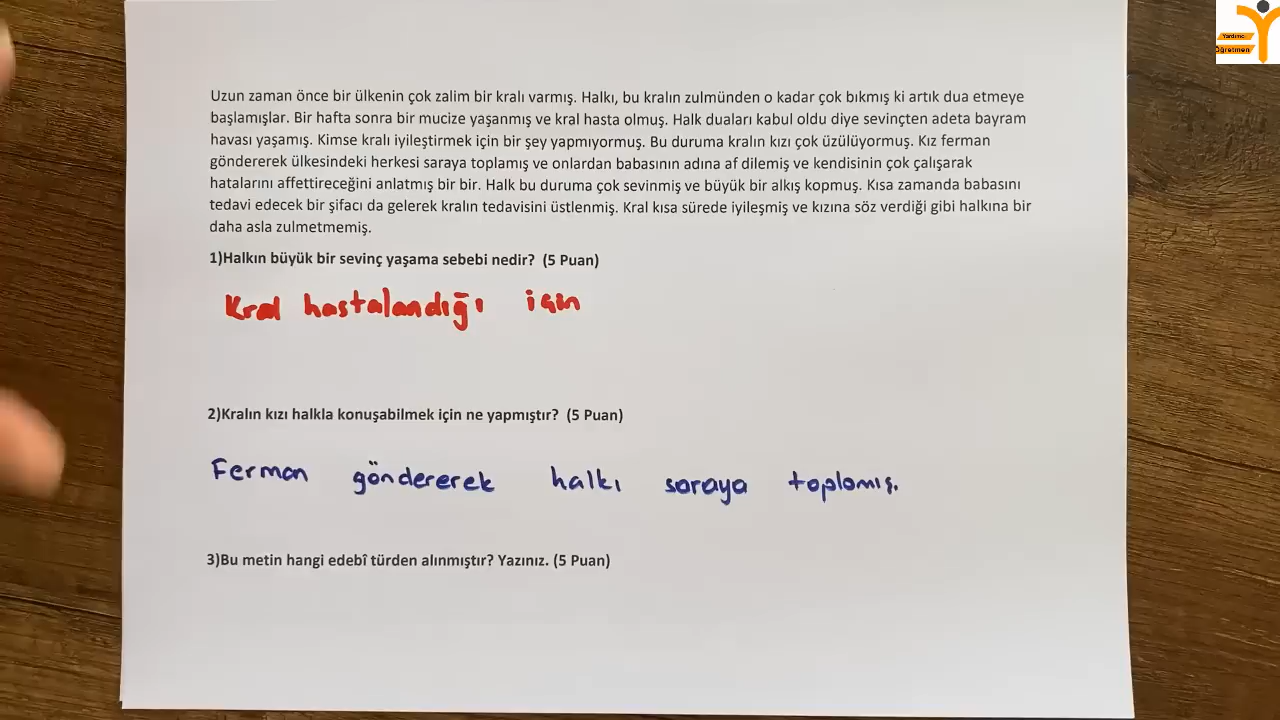 Yardımcı
Öğretmen
Uzun zaman önce bir ülkenin çok zalim bir kralı varmış. Halkı, bu kralın zulmünden o kadar çok bıkmış ki artık dua etmeye
başlamışlar. Bir hafta sonra bir mucize yaşanmış ve kral hasta olmuş. Halk duaları kabul oldu diye sevinçten adeta bayram
havası yaşamış. Kimse kralı iyileştirmek için bir şey yapmıyormuş. Bu duruma kralın kızı çok üzülüyormuş. Kız ferman
göndererek ülkesindeki herkesi saraya toplamış ve onlardan babasının adına af dilemiş ve kendisinin çok çalışarak
hatalarını affettireceğini anlatmış bir bir. Halk bu duruma çok sevinmiş ve büyük bir alkış kopmuş. Kısa zamanda babasını
tedavi edecek bir şifacı da gelerek kralın tedavisini üstlenmiş. Kral kısa sürede iyileşmiş ve kızına söz verdiği gibi halkına bir
daha asla zulmetmemiş.
1)Halkın büyük bir sevinç yaşama sebebi nedir? (5 Puan)
Kral hastalandığı için
2)Kralın kızı halkla konuşabilmek için ne yapmıştır? (5 Puan)
Ferman göndererek halkı saraya toplamış.
3)Bu metin hangi edebî türden alınmıştır? Yazınız. (5 Puan)